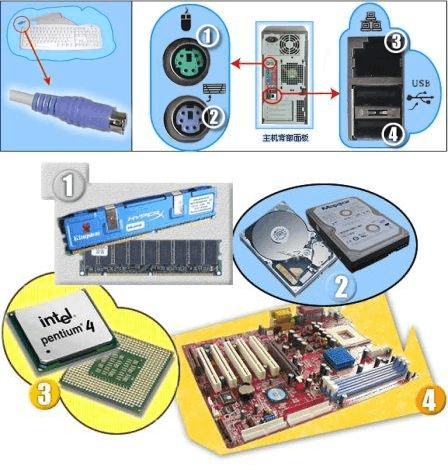 1
2
主机背部面板
3
USB
4
1
Kingston
HYPERX
2
Maxtor
intel
pentium 4
3
4